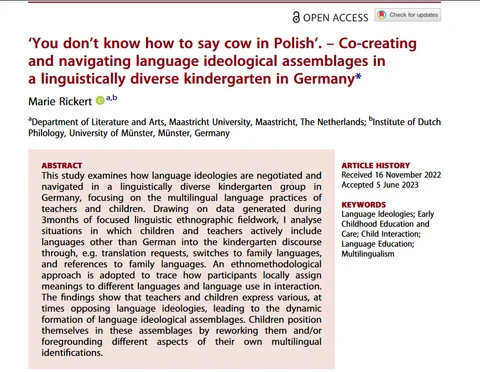 OPEN ACCESS
Check for updates
‘You don’t know how to say cow in Polish’. – Co-creating
and navigating language ideological assemblages in
a linguistically diverse kindergarten in Germany*
Marie Rickert a,b
aDepartment of Literature and Arts, Maastricht University, Maastricht, The Netherlands; bInstitute of Dutch
Philology, University of Münster, Münster, Germany
ABSTRACT
This study examines how language ideologies are negotiated and
navigated in a linguistically diverse kindergarten group in
Germany, focusing on the multilingual language practices of
teachers and children. Drawing on data generated during
3months of focused linguistic ethnographic fieldwork, I analyse
situations in which children and teachers actively include
languages other than German into the kindergarten discourse
through, e.g. translation requests, switches to family languages,
and references to family languages. An ethnomethodological
approach is adopted to trace how participants locally assign
meanings to different languages and language use in interaction.
The findings show that teachers and children express various, at
times opposing language ideologies, leading to the dynamic
formation of language ideological assemblages. Children position
themselves in these assemblages by reworking them and/or
foregrounding different aspects of their own multilingual
identifications.
ARTICLE HISTORY
Received 16 November 2022
Accepted 5 June 2023
KEYWORDS
Language Ideologies; Early
Childhood Education and
Care; Child Interaction;
Language Education;
Multilingualism